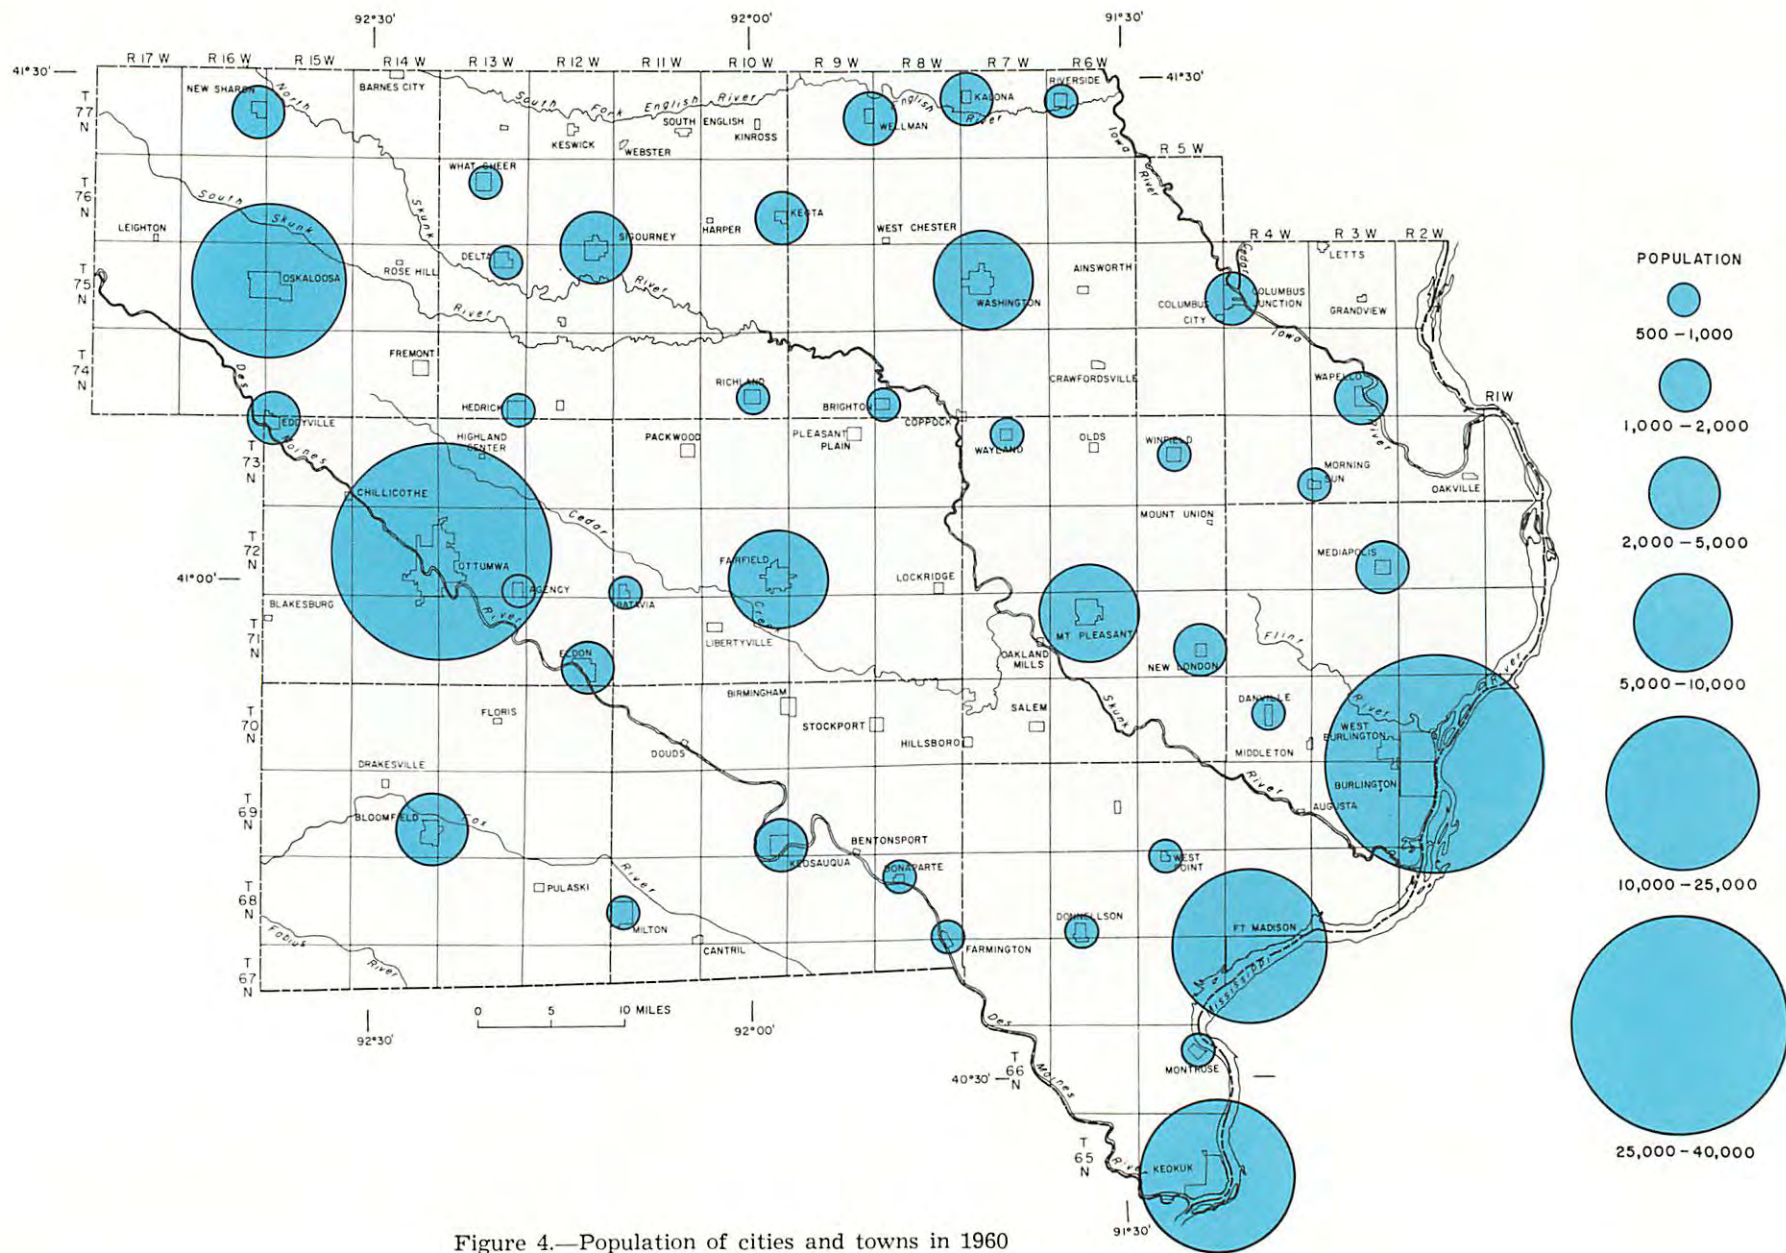 92°30' 92°00' 91°30'
41°30' R 17 W R 16 W R 15 W R 14 W R 13 W R 12 W R 11 W R 10 W R 9 W R 8 W R 7 W R 6 W 41°30'
BARNES CITY
RIVERSIDE
NEW SHARON
North
KALONA
T 77 N
South Fork English River
English River
WELLMAN
SOUTH ENGLISH
KINROSS
KESWICK
WEBSTER
Iowa River
R 5 W
WHAT CHEER
T 76 N
South Skunk River
Skunk River
KEOTA
HARPER
SIGOURNEY
LEIGHTON
WEST CHESTER
R 4 W R 3 W R 2 W
LETTS
DELTA
ROSE HILL
Cedar
AINSWORTH
OSKALOOSA
T 75 N
WASHINGTON
COLUMBUS JUNCTION
COLUMBUS CITY
GRANDVIEW
Iowa River
FREMONT
T 74 N
Des Moines River
CRAWFORDSVILLE
WAPELLO
RICHLAND
R 1 W
HEDRICK
BRIGHTON
COPPOCK
EDDYVILLE
HIGHLAND CENTER
PACKWOOD
PLEASANT PLAIN
WAYLAND
OLDS
WINFIELD
T 73 N
MORNING SUN
OAKVILLE
CHILLICOTHE
MOUNT UNION
Cedar Creek
T 72 N
MEDIAPOLIS
FAIRFIELD
OTTUMWA
41°00'
LOCKRIDGE
AGENCY
BATAVIA
BLAKESBURG
T 71 N
LIBERTYVILLE
MT PLEASANT
Flint River
OAKLAND MILLS
ELDON
NEW LONDON
BIRMINGHAM
DANVILLE
T 70 N
FLORIS
STOCKPORT
SALEM
Skunk River
HILLSBORO
WEST BURLINGTON
MIDDLETON
DOUDS
DRAKESVILLE
BURLINGTON
T 69 N
AUGUSTA
BLOOMFIELD
Fox River
BENTONSPORT
KEOSAUQUA
WEST POINT
BONAPARTE
T 68 N
PULASKI
MILTON
DONNELLSON
FT MADISON
Fabius River
CANTRIL
FARMINGTON
T 67 N
Mississippi River
0 5 10 MILES
Des Moines River
92°30' 92°00'
MONTROSE
T 66 N
40°30'
T 65 N
KEOKUK
91°30'
POPULATION
500 – 1,000
1,000 – 2,000
2,000 – 5,000
5,000 – 10,000
10,000 – 25,000
25,000 – 40,000
Figure 4.—Population of cities and towns in 1960